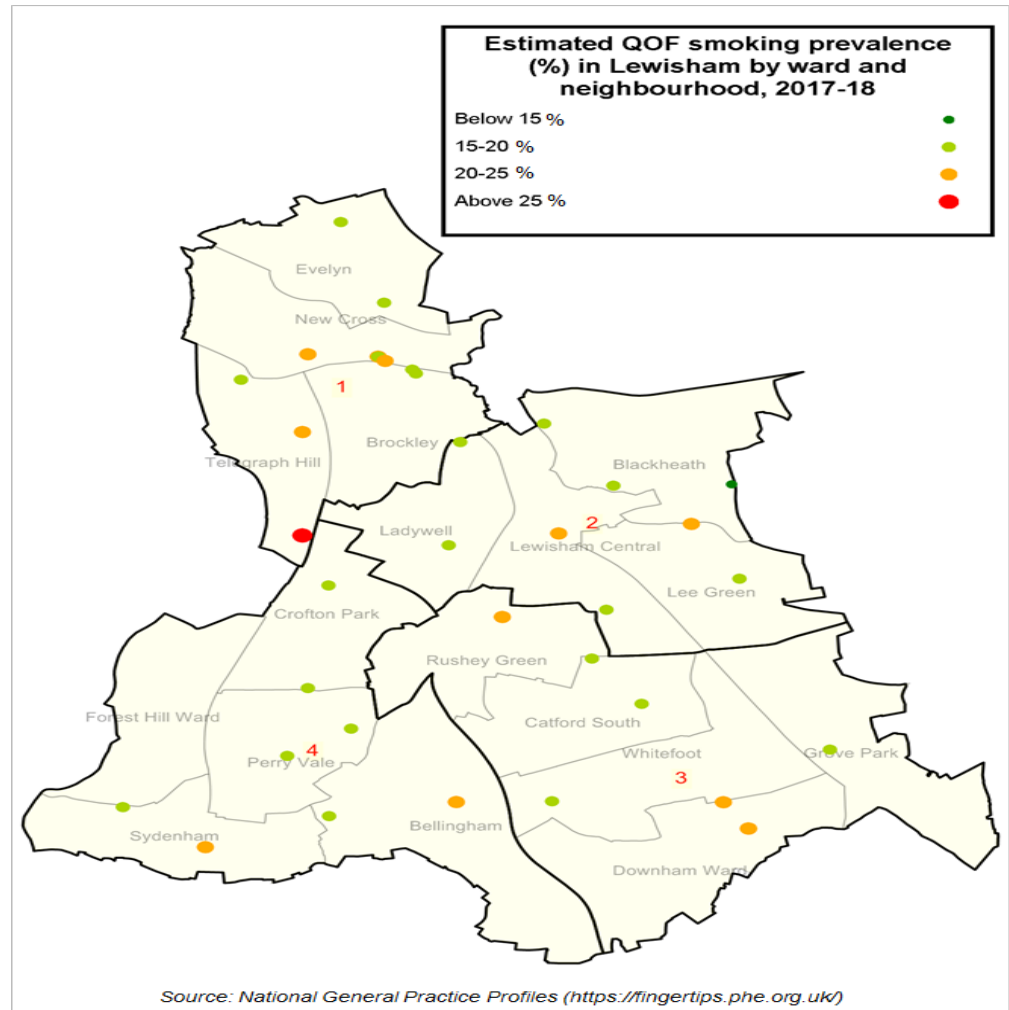 Estimated QOF smoking prevalence
(%) in Lewisham by ward and
neighbourhood, 2017-18
Below 15 %
15-20 %
20-25 %
Above 25 %
Evelyn
New Cross
1
Brockley
Telegraph Hill
Blackheath
2
Ladywell
Lewisham Central
Lee Green
Crofton Park
Rushey Green
Forest Hill Ward
Catford South
4
Perry Vale
Whitefoot
Grove Park
3
Sydenham
Bellingham
Downham Ward
Source: National General Practice Profiles (https://fingertips.phe.org.uk/)